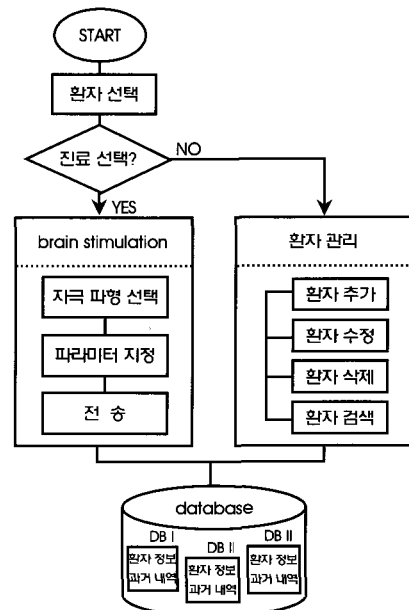 START
환자 선택
진료 선택?
NO
YES
brain stimulation
자극 파형 선택
파라미터 지정
전 송
환자 관리
환자 추가
환자 수정
환자 삭제
환자 검색
database
DB I
환자 정보
과거 내역
DB II
환자 정보
과거 내역
DB II
환자 정보
과거 내역